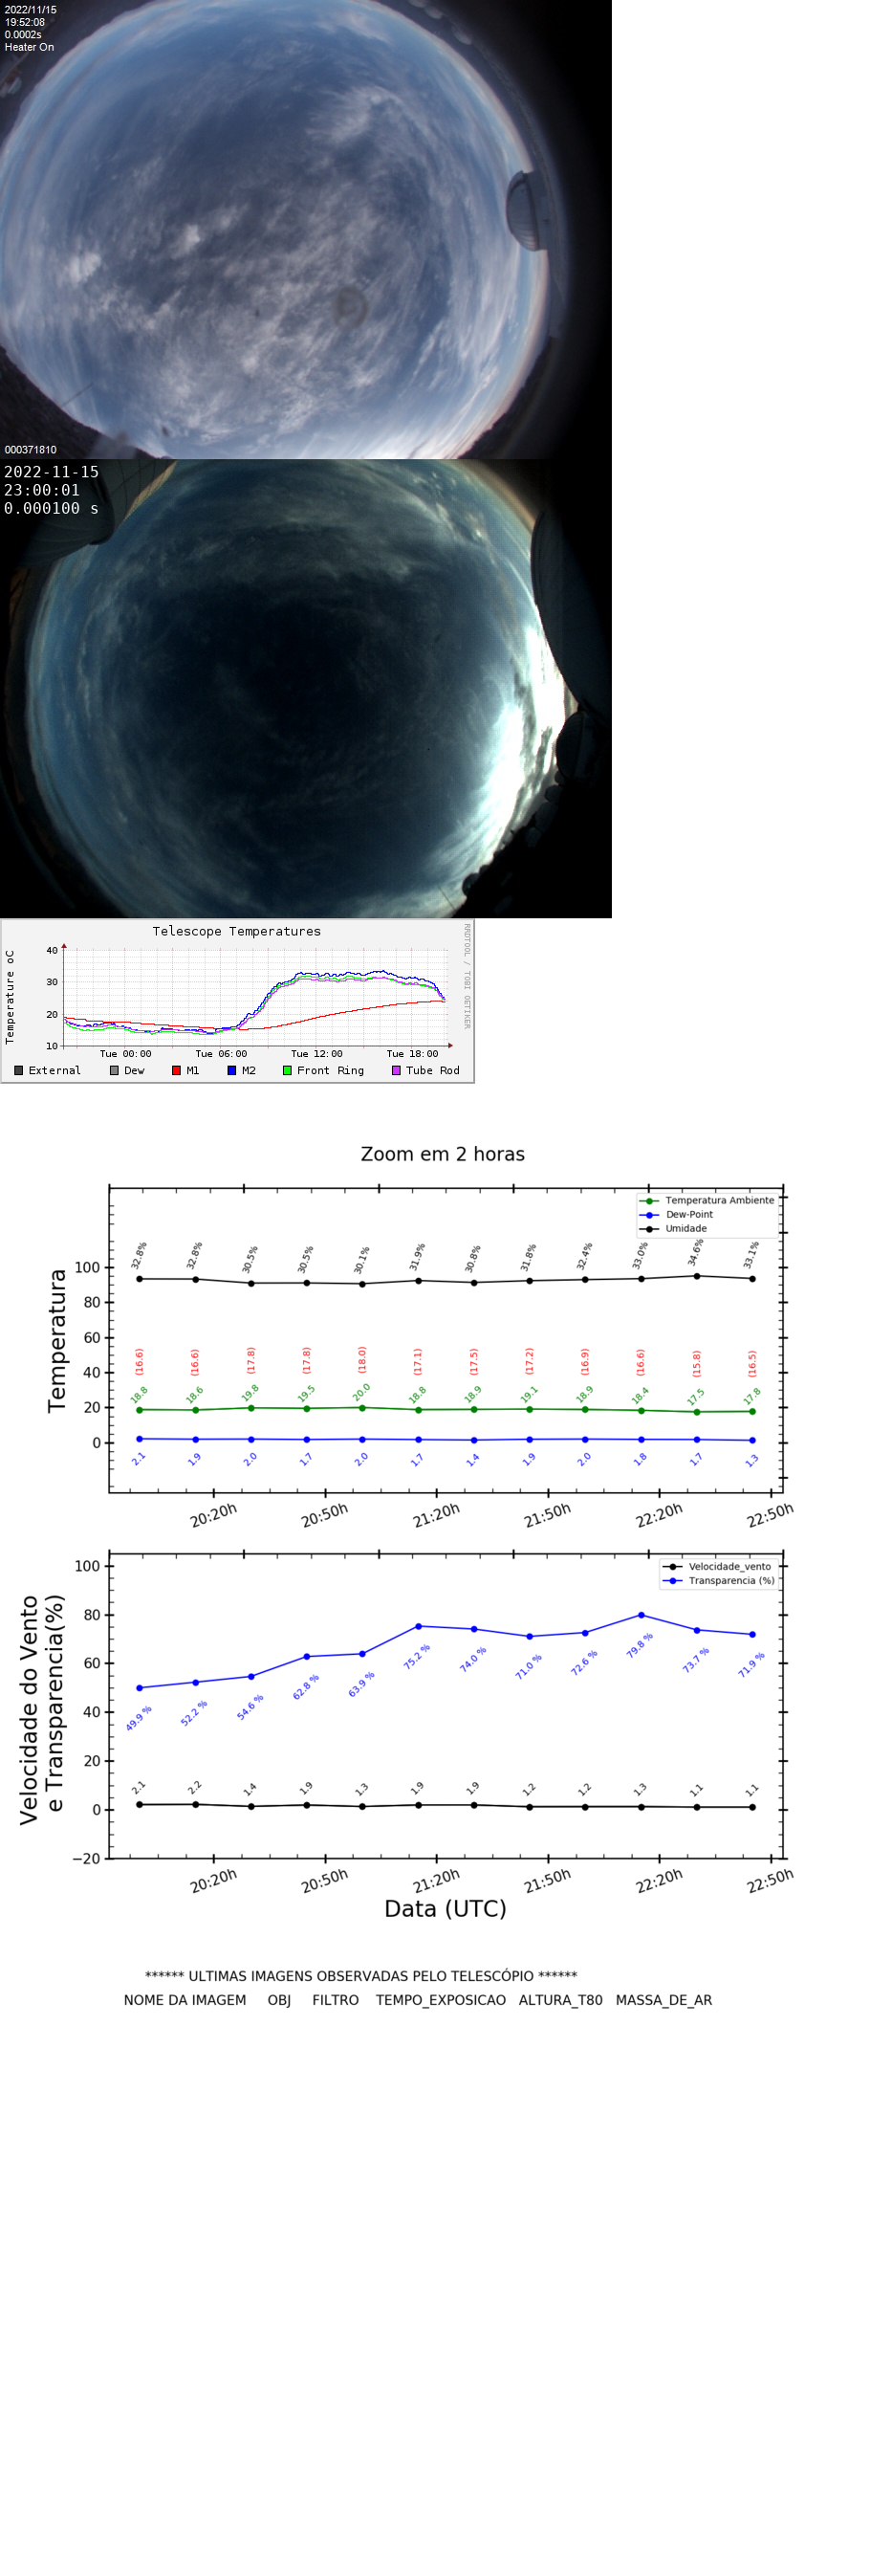 2022/11/15
19:52:08
0.0002s
Heater On
000371810
2022-11-15
23:00:01
0.000100 s
Telescope Temperatures
RRDTOOL / TOBI OETIKER
Temperature oC
40
30
20
10
Tue 00:00 Tue 06:00 Tue 12:00 Tue 18:00
External Dew M1 M2 Front Ring Tube Rod
Zoom em 2 horas
Temperatura Ambiente
Dew-Point
Umidade
Temperatura
100
80
60
40
20
0
32.8% 32.8% 30.5% 30.5% 30.1% 31.9% 30.8% 31.8% 32.4% 33.0% 34.6% 33.1%
(16.6) (16.6) (17.8) (17.8) (18.0) (17.1) (17.5) (17.2) (16.9) (16.6) (15.8) (16.5)
18.8 18.6 19.8 19.5 20.0 18.8 18.9 19.1 18.9 18.4 17.5 17.8
2.1 1.9 2.0 1.7 2.0 1.7 1.4 1.9 2.0 1.8 1.7 1.3
20:20h 20:50h 21:20h 21:50h 22:20h 22:50h
Velocidade_vento
Transparencia (%)
Velocidade do Vento
e Transparencia(%)
100
80
60
40
20
0
−20
49.9 % 52.2 % 54.6 % 62.8 % 63.9 % 75.2 % 74.0 % 71.0 % 72.6 % 79.8 % 73.7 % 71.9 %
2.1 2.2 1.4 1.9 1.3 1.9 1.9 1.2 1.2 1.3 1.1 1.1
20:20h 20:50h 21:20h 21:50h 22:20h 22:50h
Data (UTC)
****** ULTIMAS IMAGENS OBSERVADAS PELO TELESCÓPIO ******
NOME DA IMAGEM OBJ FILTRO TEMPO_EXPOSICAO ALTURA_T80 MASSA_DE_AR